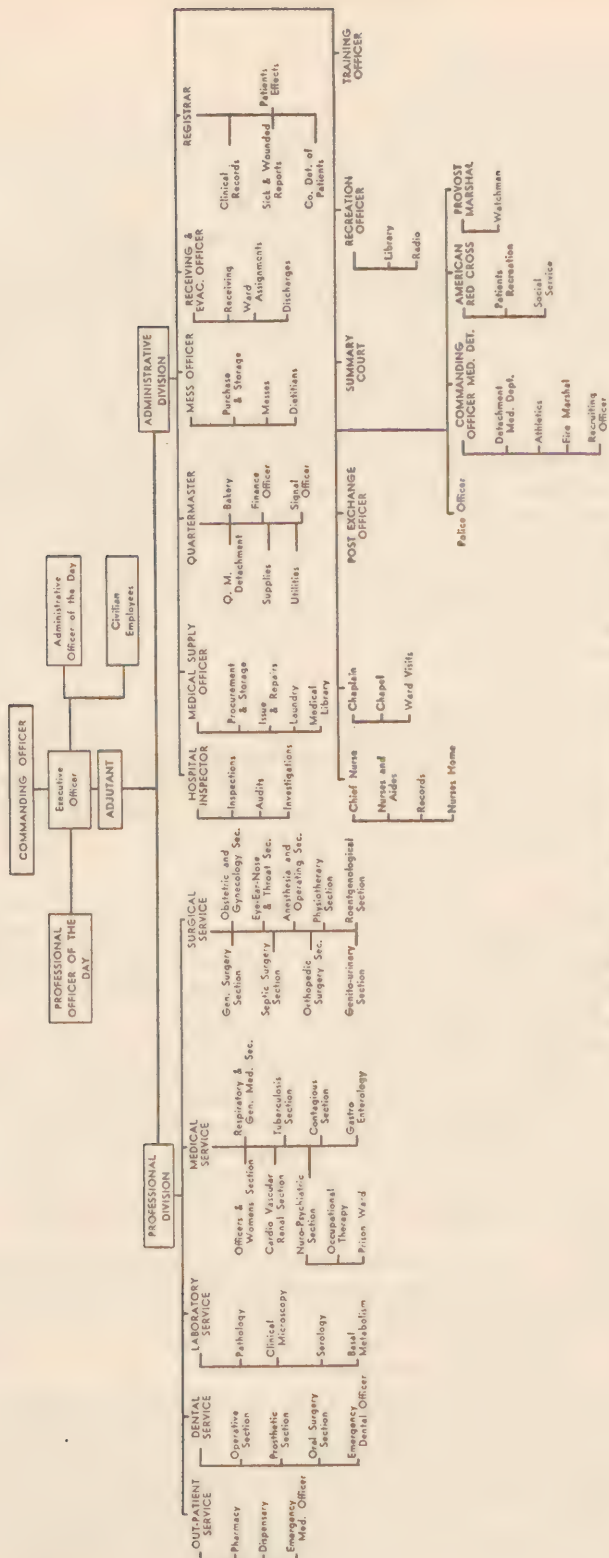 COMMANDING OFFICER
PROFESSIONAL
OFFICER OF THE
DAY
Executive
Officer
ADJUTANT
Administrative
Officer of the Day
Civilian
Employees
PROFESSIONAL
DIVISION
ADMINISTRATIVE
DIVISION
OUT-PATIENT
SERVICE
Pharmacy
Dispensary
Emergency
Med. Officer
DENTAL
SERVICE
Operative
Section
Prosthetic
Section
Oral Surgery
Section
Emergency
Dental Officer
LABORATORY
SERVICE
Pathology
Clinical
Microscopy
Serology
Basal
Metabolism
MEDICAL
SERVICE
Officers &
Womens Section
Respiratory &
Gen. Med. Sec.
Cardio Vascular
Renal Section
Tuberculosis
Section
Nuro-Psychiatric
Section
Contagious
Section
Occupational
Therapy
Prison Ward
Gastro
Enterology
SURGICAL
SERVICE
Gen. Surgery
Section
Obstetric and
Gynecology Sec.
Septic Surgery
Section
Eye-Ear-Nose
& Throat Sec.
Orthopedic
Surgery Sec.
Anesthesia and
Operating Sec.
Physiotherapy
Section
Genito-urinary
Section
Roentgenological
Section
HOSPITAL
INSPECTOR
Inspections
Audits
Investigations
MEDICAL SUPPLY
OFFICER
Procurement
& Storage
Issue
& Repairs
Laundry
Medical
Library
QUARTERMASTER
Q. M.
Detachment
Bakery
Supplies
Finance
Officer
Utilities
Signal
Officer
MESS OFFICER
Purchase
& Storage
Messes
Dietitians
RECEIVING &
EVAC. OFFICER
Receiving
Ward
Assignments
Discharges
REGISTRAR
Clinical
Records
Patients
Effects
Sick & Wounded
Reports
Co. Det. of
Patients
Chief Nurse
Nurses and
Aides
Records
Nurses Home
Chaplain
Chapel
Ward Visits
POST EXCHANGE
OFFICER
SUMMARY
COURT
RECREATION
OFFICER
Library
Radio
TRAINING
OFFICER
Police Officer
COMMANDING
OFFICER MED. DET.
Detachment
Med. Dept.
Athletics
Fire Marshal
Recruiting
Officer
AMERICAN
RED CROSS
Patients
Recreation
Social
Service
PROVOST
MARSHAL
Watchman